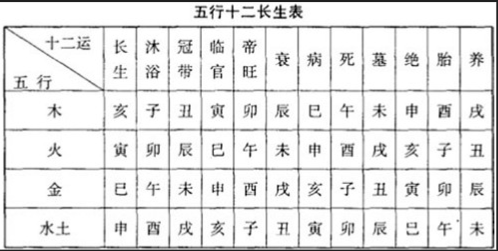 五行十二长生表
十二运 五行 长生 沐浴 冠带 临官 帝旺 衰 病 死 墓 绝 胎 养
木 亥 子 丑 寅 卯 辰 巳 午 未 申 酉 戌
火 寅 卯 辰 巳 午 未 申 酉 戌 亥 子 丑
金 巳 午 未 申 酉 戌 亥 子 丑 寅 卯 辰
水土 申 酉 戌 亥 子 丑 寅 卯 辰 巳 午 未